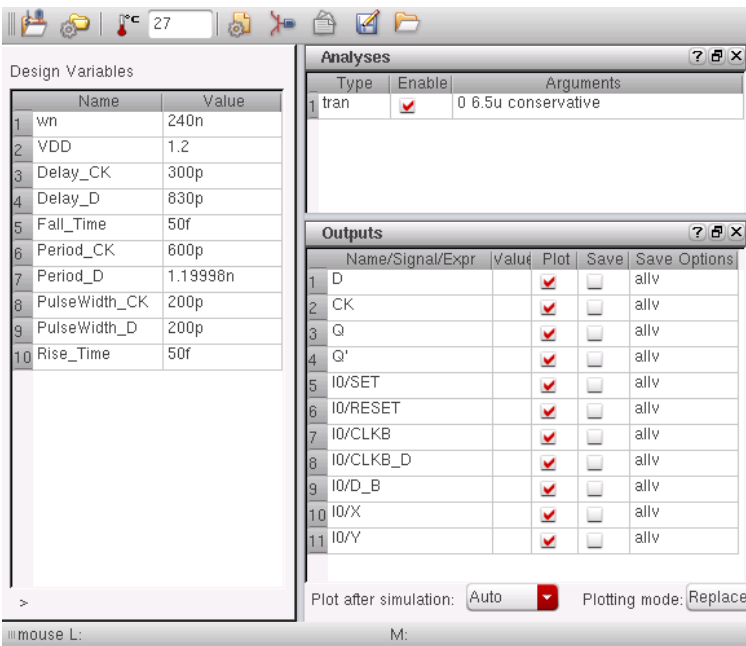 °C 27
Design Variables
Name Value
1 wn 240n
2 VDD 1.2
3 Delay_CK 300p
4 Delay_D 830p
5 Fall_Time 50f
6 Period_CK 600p
7 Period_D 1.19998n
8 PulseWidth_CK 200p
9 PulseWidth_D 200p
10 Rise_Time 50f
>
Analyses
Type Enable Arguments
1 tran 0 6.5u conservative
Outputs
Name/Signal/Expr Value Plot Save Save Options
1 D allv
2 CK allv
3 Q allv
4 Q' allv
5 I0/SET allv
6 I0/RESET allv
7 I0/CLKB allv
8 I0/CLKB_D allv
9 I0/D_B allv
10 I0/X allv
11 I0/Y allv
Plot after simulation: Auto Plotting mode: Replace
mouse L: M: